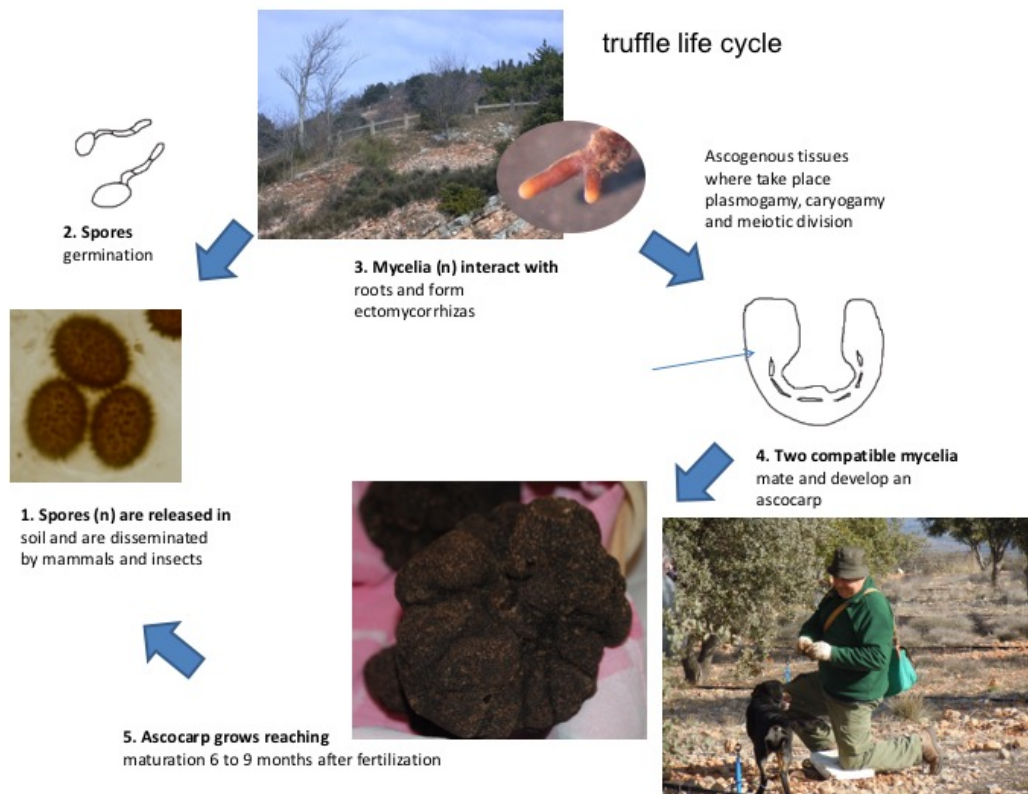 truffle life cycle
Ascogenous tissues
where take place
plasmogamy, caryogamy
and meiotic division
2. Spores
germination
3. Mycelia (n) interact with
roots and form
ectomycorrhizas
4. Two compatible mycelia
mate and develop an
ascocarp
1. Spores (n) are released in
soil and are disseminated
by mammals and insects
5. Ascocarp grows reaching
maturation 6 to 9 months after fertilization